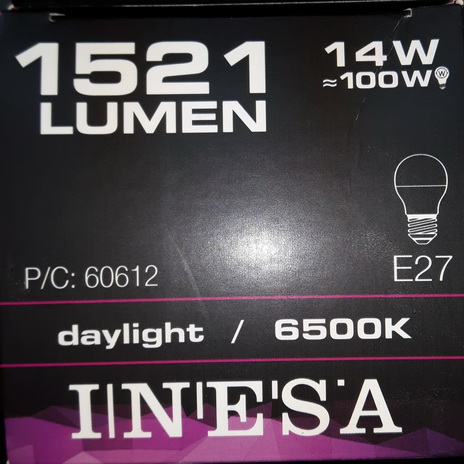 1521
LUMEN
14W
≈100W
W
P/C: 60612
E27
daylight / 6500K
INESA